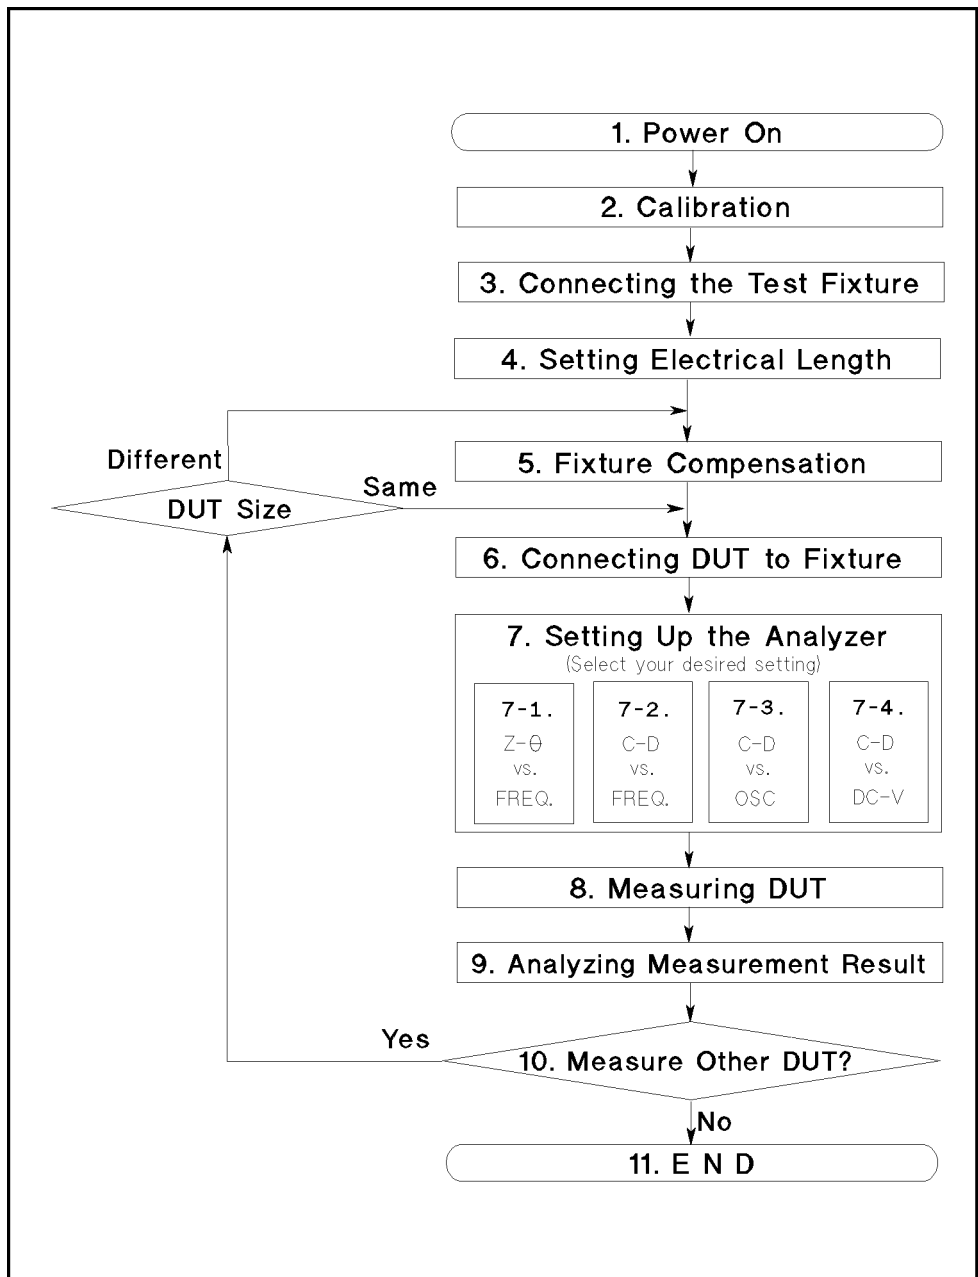 1. Power On
2. Calibration
3. Connecting the Test Fixture
4. Setting Electrical Length
Different
5. Fixture Compensation
Same
DUT Size
6. Connecting DUT to Fixture
7. Setting Up the Analyzer
(Select your desired setting)
7-1.
Z-θ
vs.
FREQ.
7-2.
C-D
vs.
FREQ.
7-3.
C-D
vs.
OSC
7-4.
C-D
vs.
DC-V
8. Measuring DUT
9. Analyzing Measurement Result
Yes
10. Measure Other DUT?
No
11. E N D